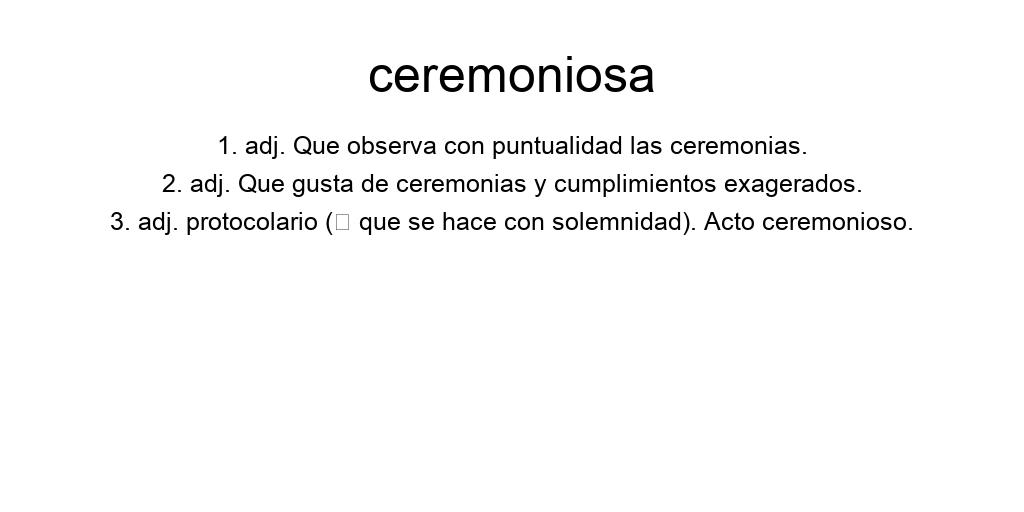 ceremoniosa
1. adj. Que observa con puntualidad las ceremonias.
2. adj. Que gusta de ceremonias y cumplimientos exagerados.
3. adj. protocolario (□ que se hace con solemnidad). Acto ceremonioso.